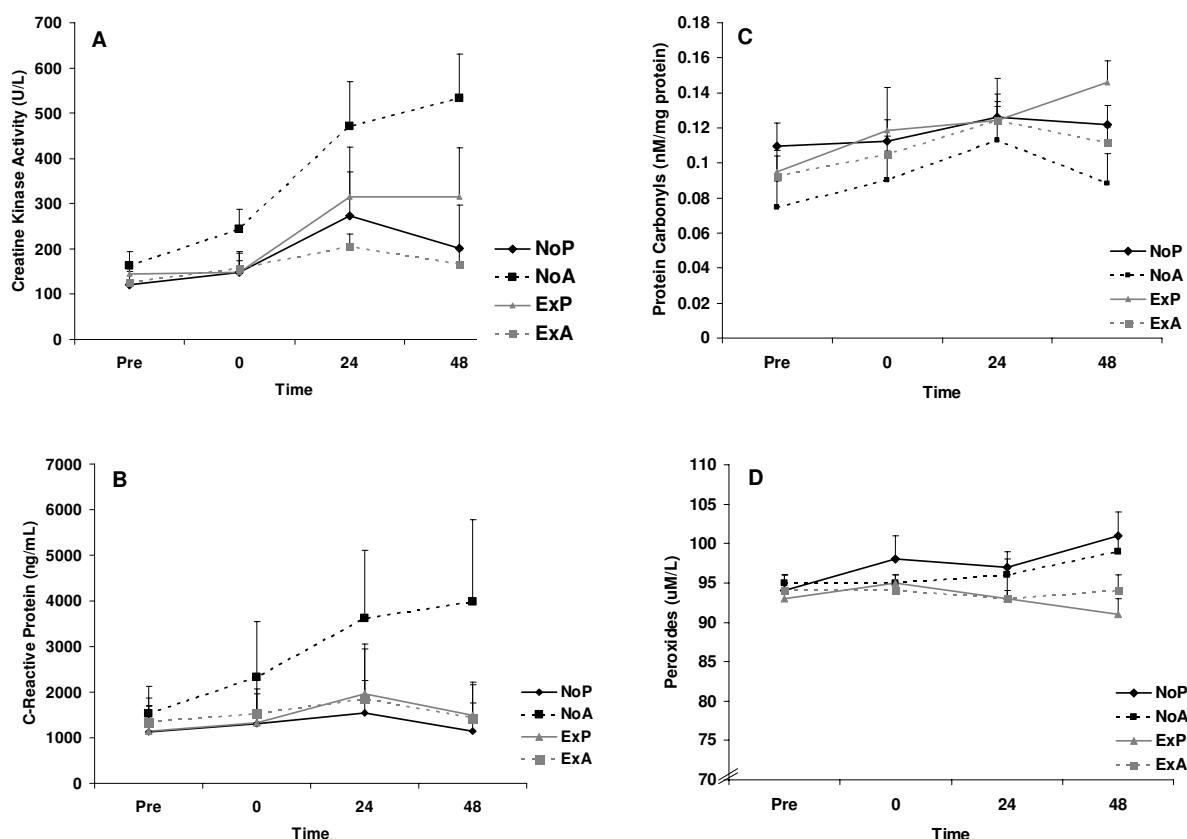 A
Creatine Kinase Activity (U/L)
700
600
500
400
300
200
100
0
Pre
0
24
48
Time
NoP
NoA
ExP
ExA
C
Protein Carbonyls (nM/mg protein)
0.18
0.16
0.14
0.12
0.1
0.08
0.06
0.04
0.02
0
Pre
0
24
48
Time
NoP
NoA
ExP
ExA
B
C-Reactive Protein (ng/mL)
7000
6000
5000
4000
3000
2000
1000
0
Pre
0
24
48
Time
NoP
NoA
ExP
ExA
D
Peroxides (uM/L)
110
105
100
95
90
85
80
75
70
Pre
0
24
48
Time
NoP
NoA
ExP
ExA